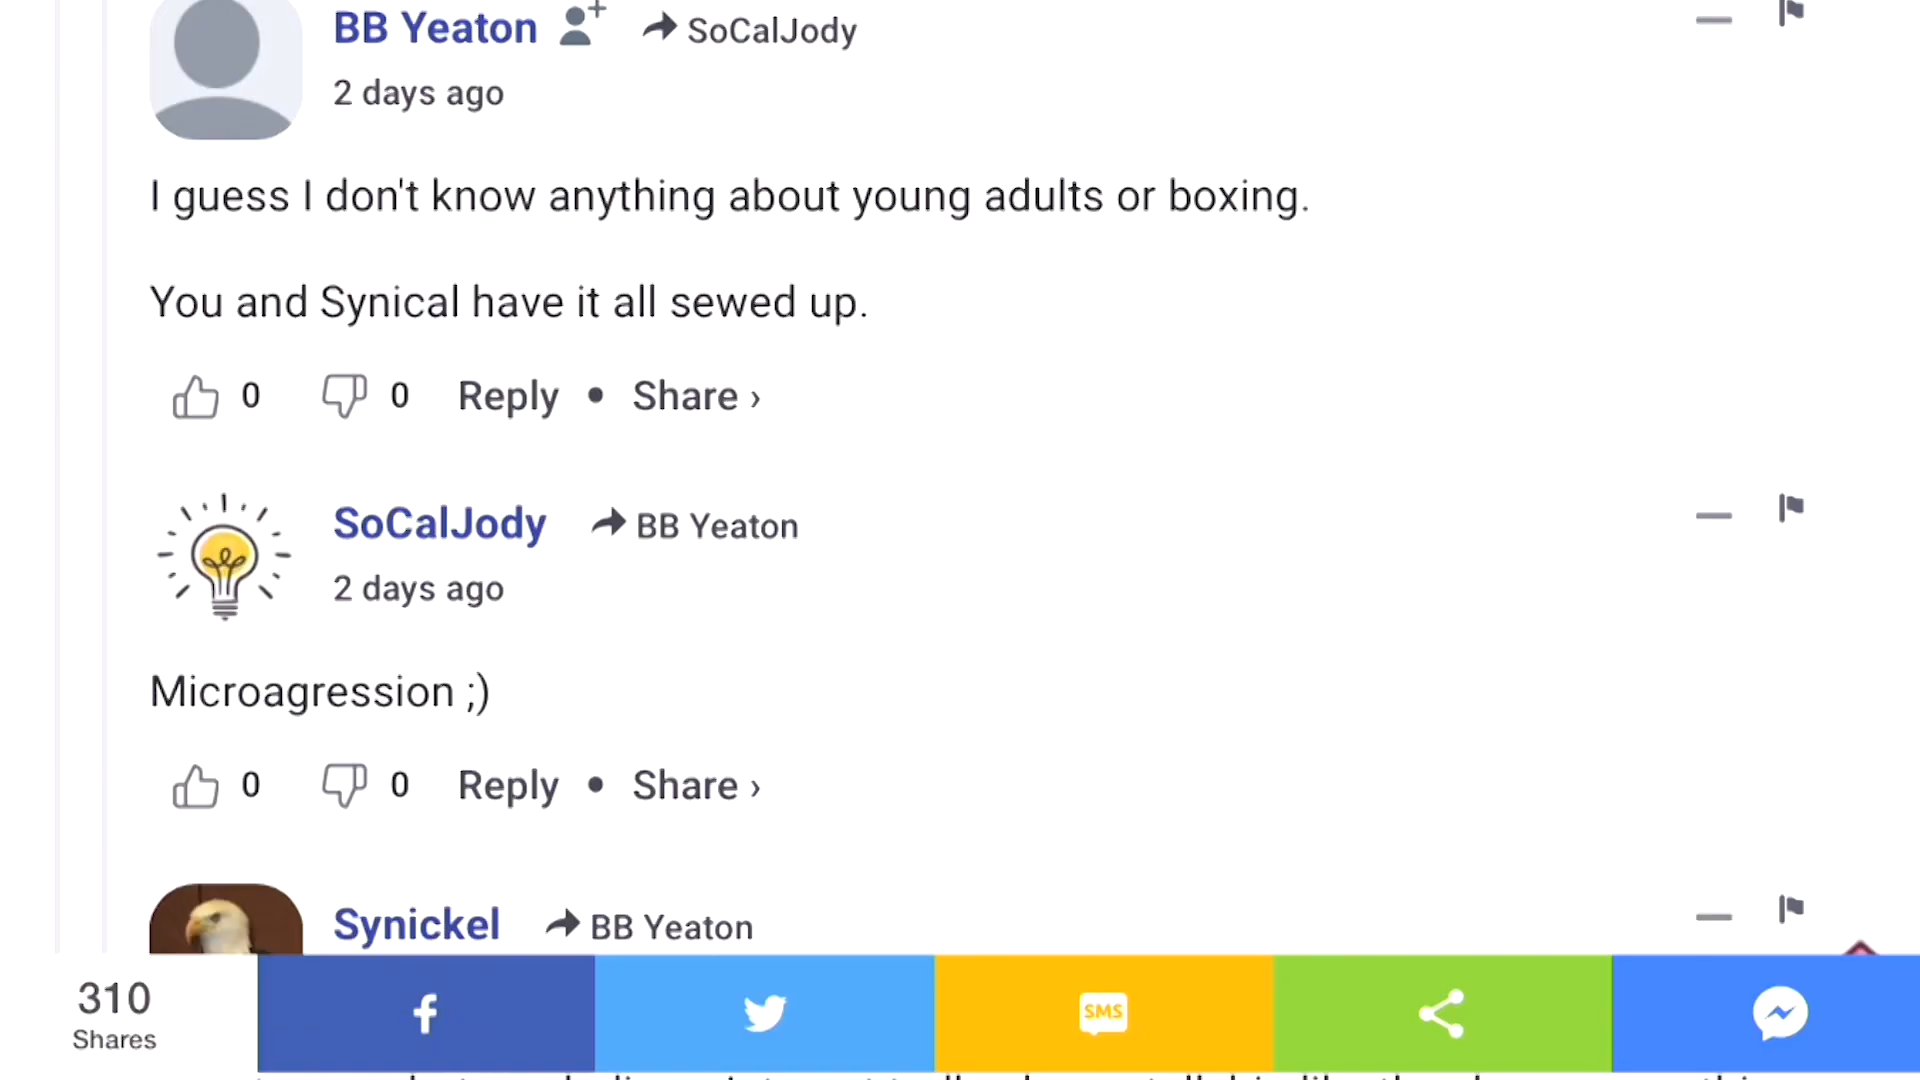 BB Yeaton SoCalJody
2 days ago
I guess I don't know anything about young adults or boxing.
You and Synical have it all sewed up.
0 0 Reply • Share ›
SoCalJody BB Yeaton
2 days ago
Microagression ;)
0 0 Reply • Share ›
Synickel BB Yeaton
310
Shares
SMS